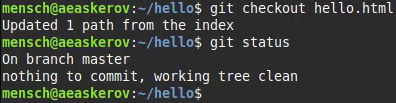 mensch@aeaskerov:~/hello$ git checkout hello.html
Updated 1 path from the index
mensch@aeaskerov:~/hello$ git status
On branch master
nothing to commit, working tree clean
mensch@aeaskerov:~/hello$